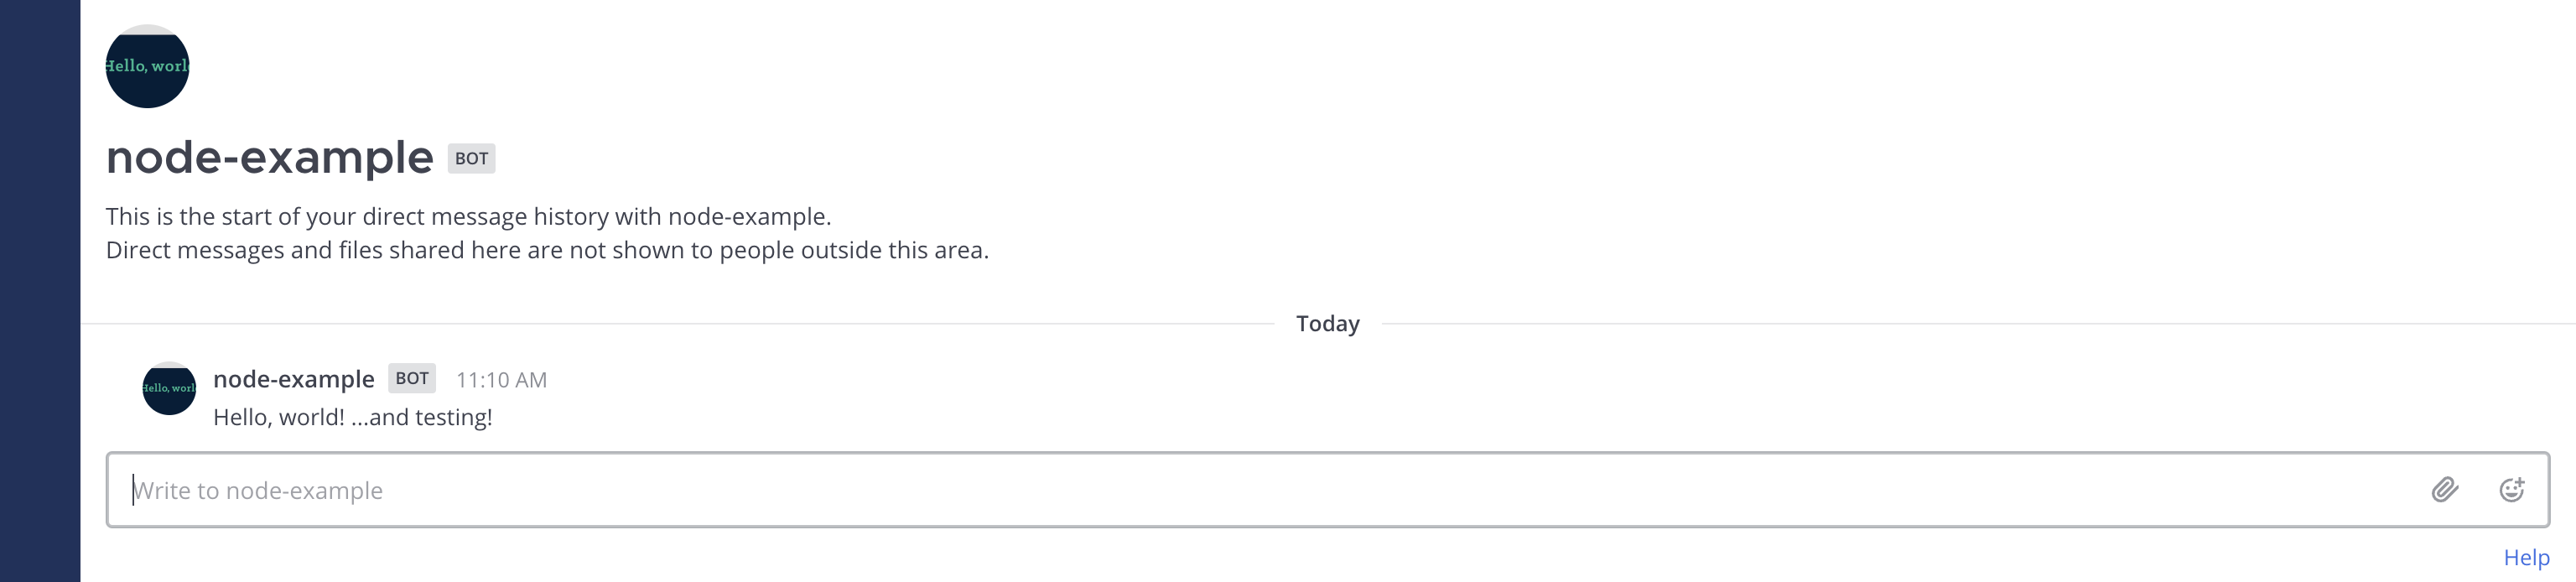 Hello, worl
node-example BOT
This is the start of your direct message history with node-example.
Direct messages and files shared here are not shown to people outside this area.
Today
Hello, worl
node-example BOT 11:10 AM
Hello, world! ...and testing!
Write to node-example
Help